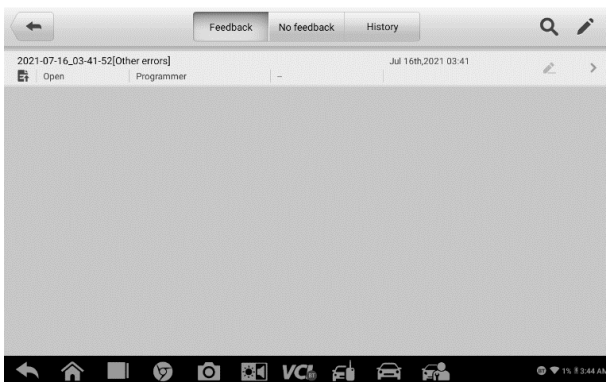 Feedback No feedback History
2021-07-16_03-41-52[Other errors] Jul 16th,2021 03:41
Open Programmer –
VCI BT 1% 3:44 AM